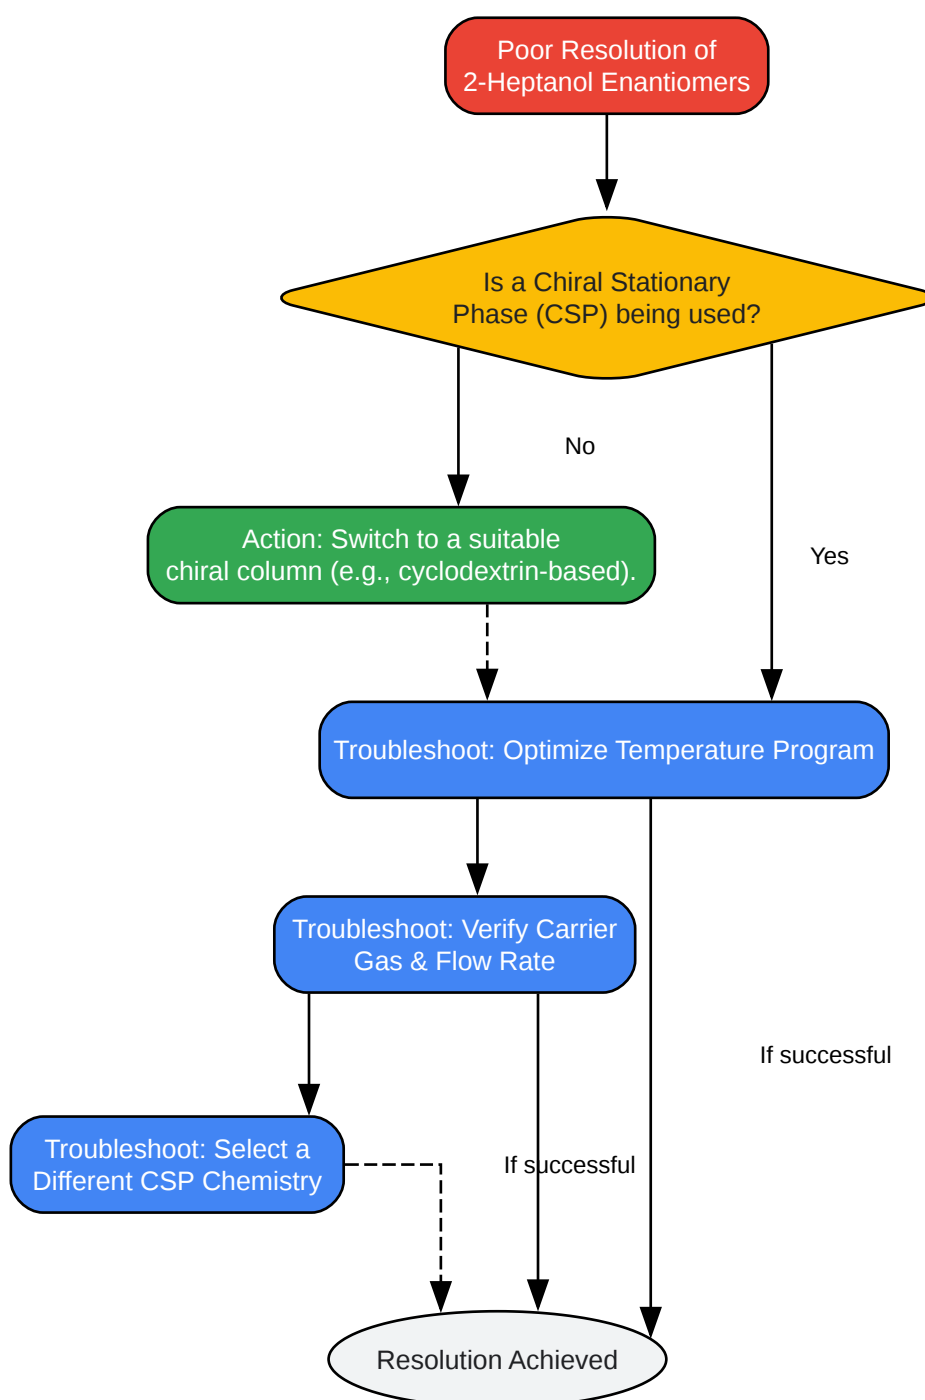 Poor Resolution of
2-Heptanol Enantiomers
Is a Chiral Stationary
Phase (CSP) being used?
No
Action: Switch to a suitable
chiral column (e.g., cyclodextrin-based).
Yes
Troubleshoot: Optimize Temperature Program
Troubleshoot: Verify Carrier
Gas & Flow Rate
If successful
Troubleshoot: Select a
Different CSP Chemistry
If successful
Resolution Achieved